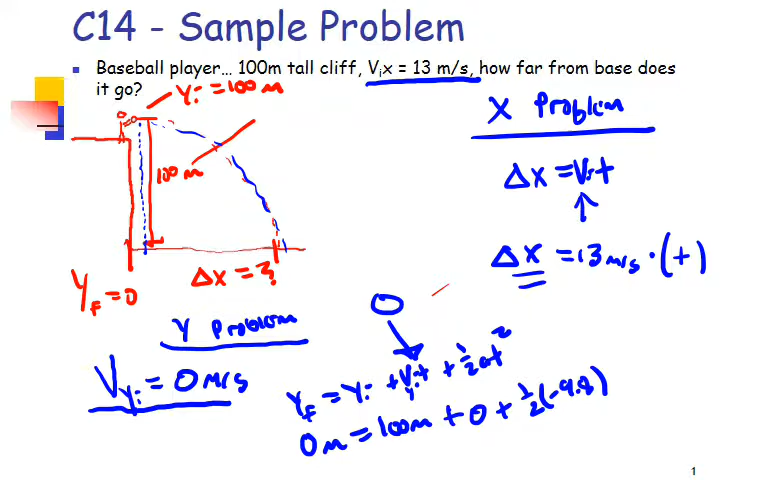 C14 - Sample Problem
Baseball player... 100m tall cliff, Vix = 13 m/s, how far from base does
it go?
Yi = 100 m
X Problem
100 m
Δx = Vit
Δx = 13 m/s · (t)
YF = 0
Δx = ?
Y Problem
0
Vyi = 0 m/s
YF = Yi + Vyit + 1/2 at²
0 m = 100m + 0 + 1/2(-9.8)
1